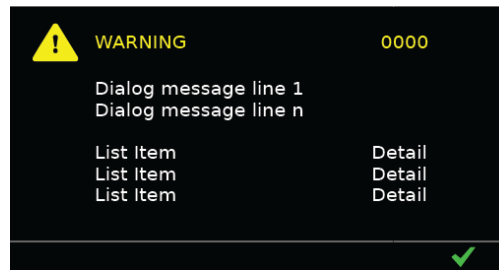 WARNING 0000
Dialog message line 1
Dialog message line n
List Item Detail
List Item Detail
List Item Detail